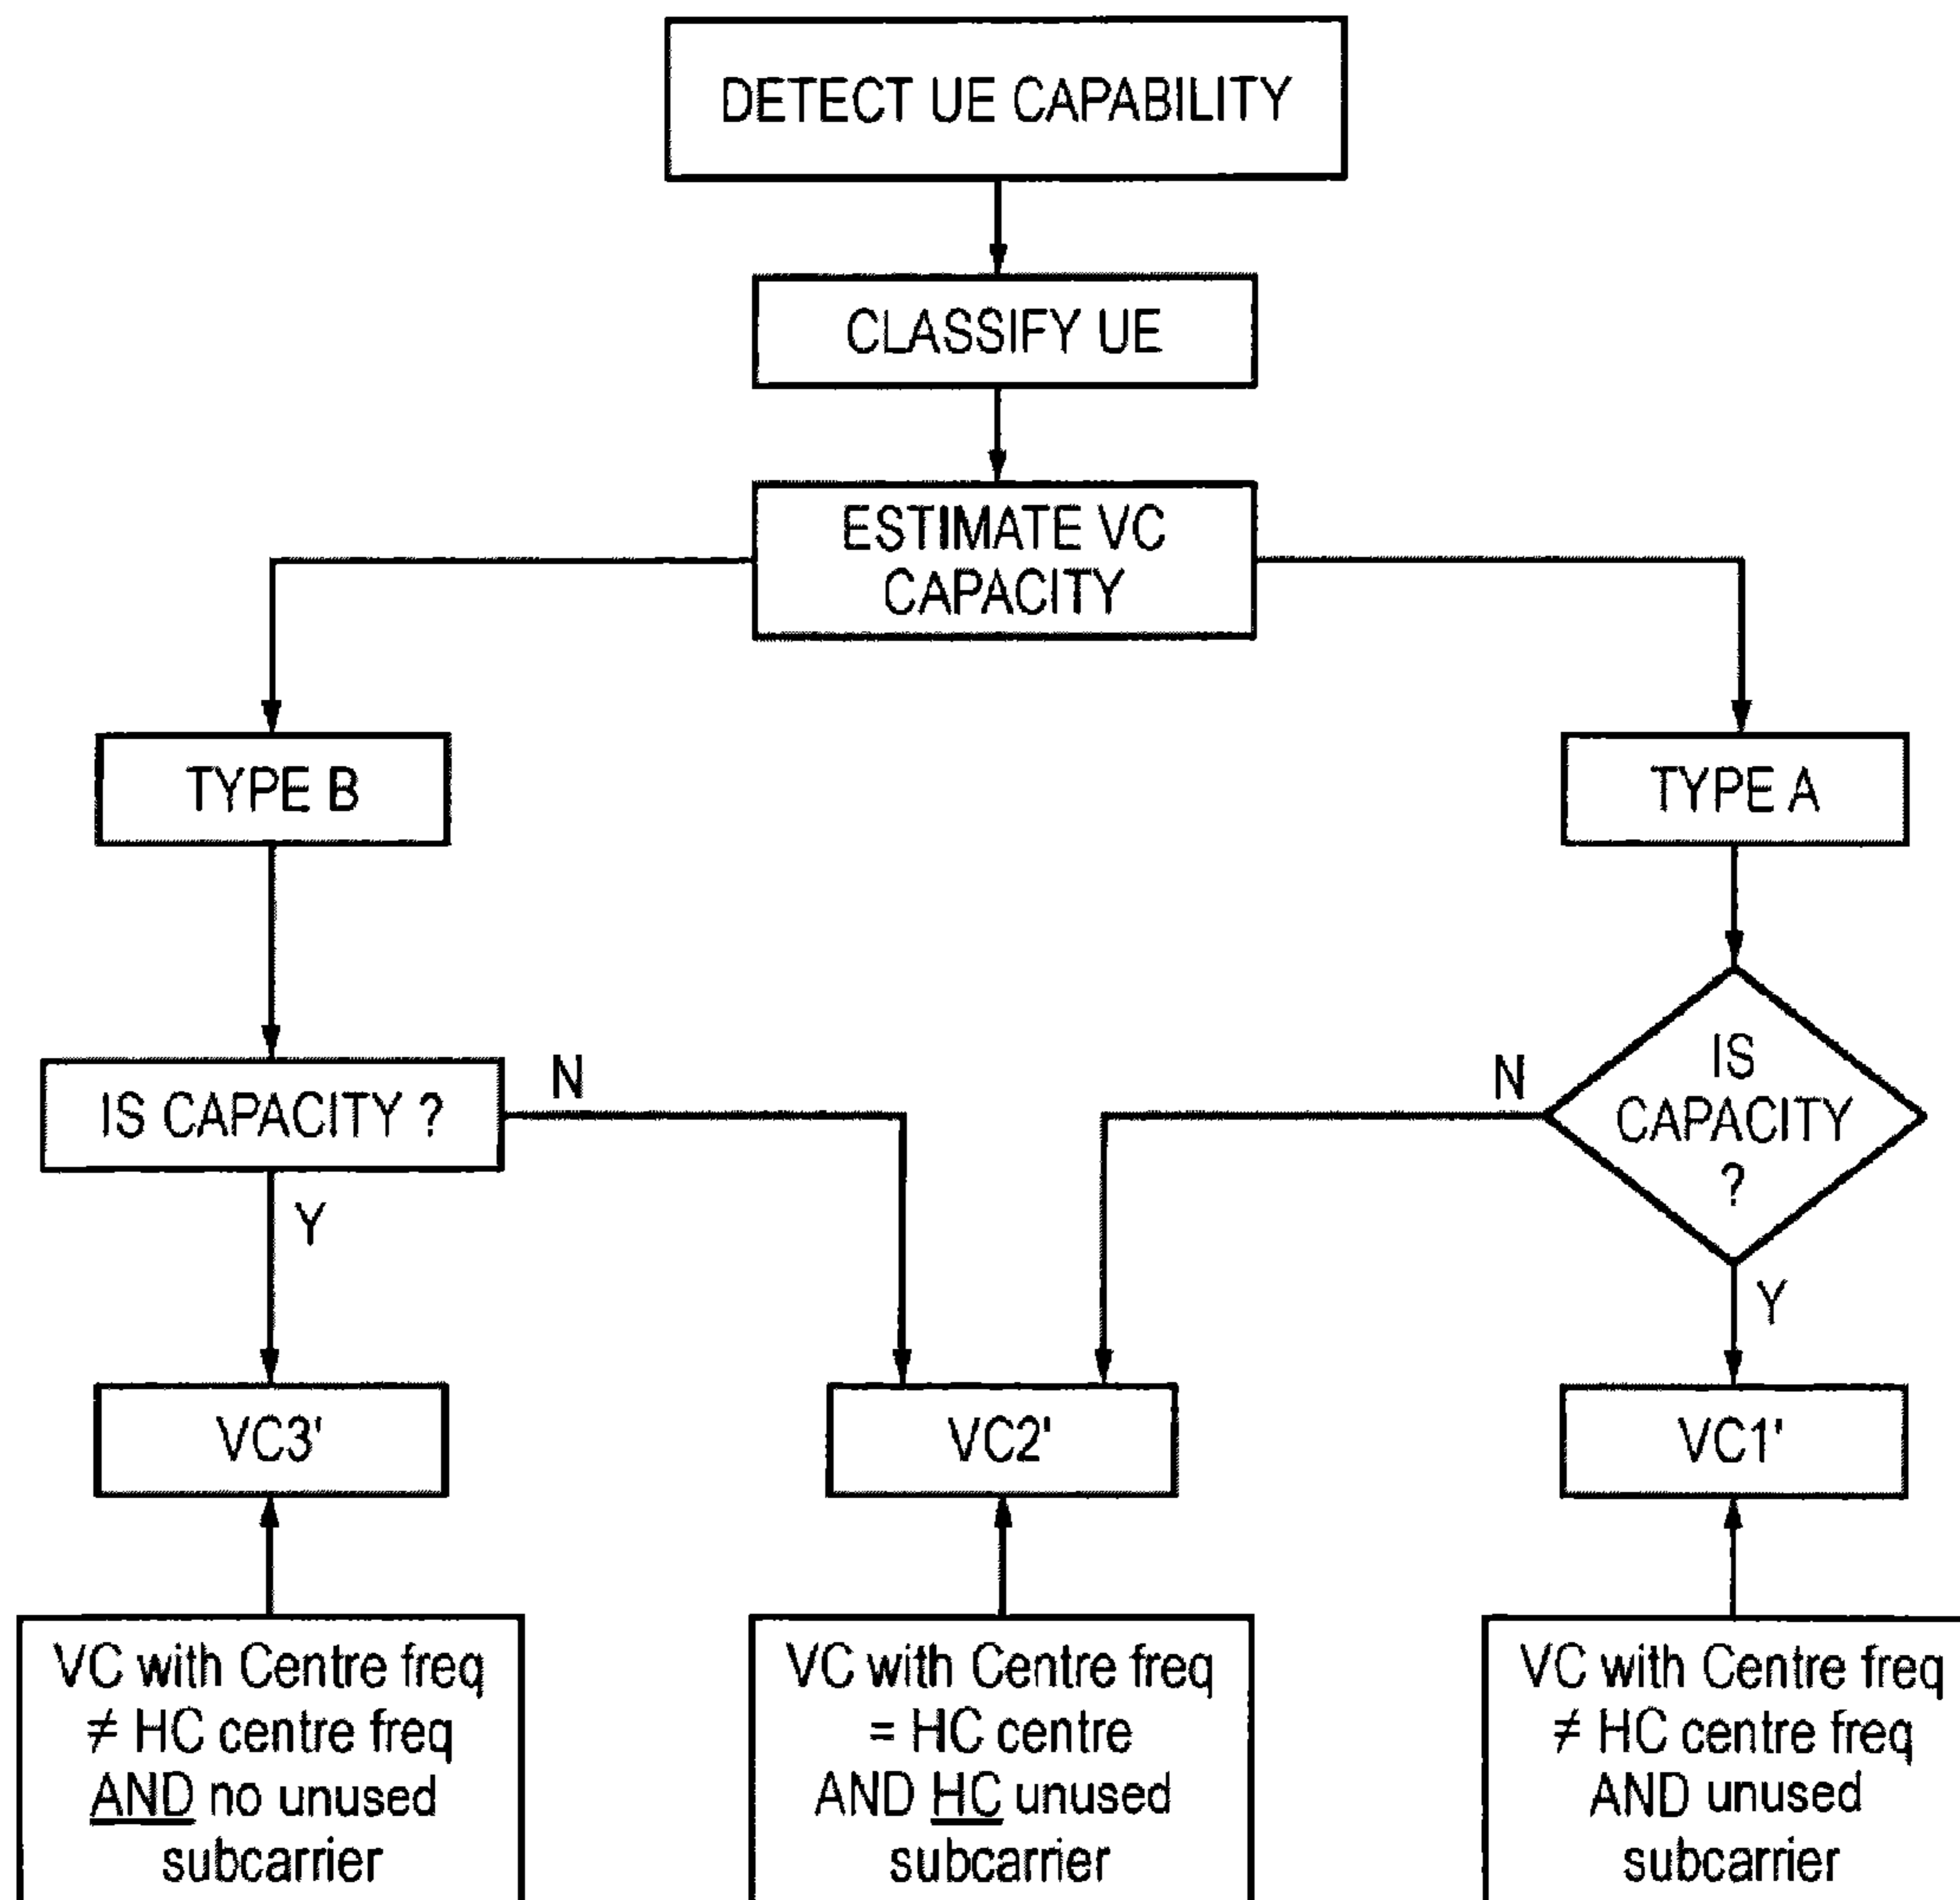 DETECT UE CAPABILITY
CLASSIFY UE
ESTIMATE VC
CAPACITY
TYPE B
TYPE A
IS CAPACITY ?
N
Y
N
IS
CAPACITY
?
Y
VC3'
VC2'
VC1'
VC with Centre freq
≠ HC centre freq
AND no unused
subcarrier
VC with Centre freq
= HC centre
AND HC unused
subcarrier
VC with Centre freq
≠ HC centre freq
AND unused
subcarrier